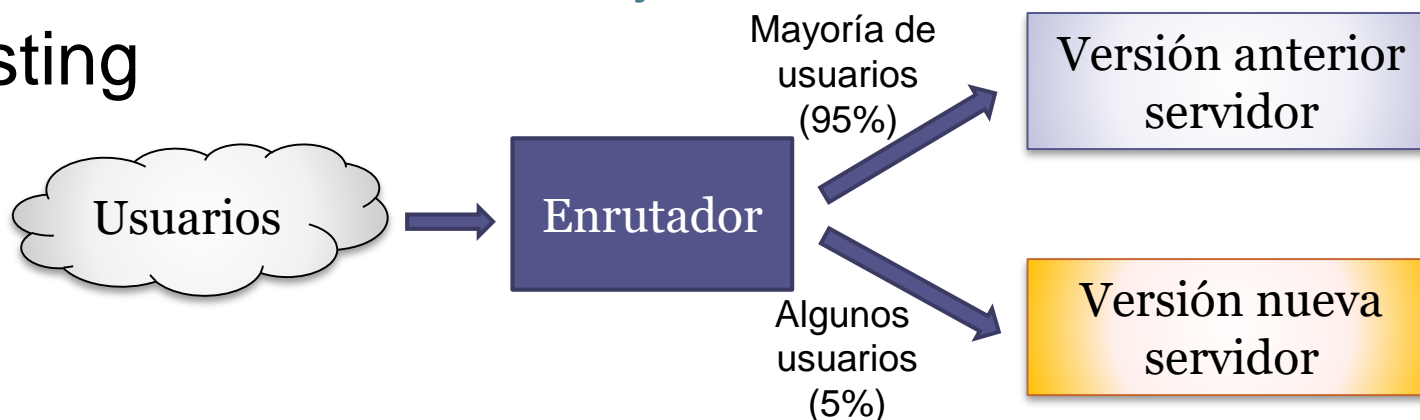 sting
Usuarios
Enrutador
Mayoría de
usuarios
(95%)
Versión anterior
servidor
Algunos
usuarios
(5%)
Versión nueva
servidor